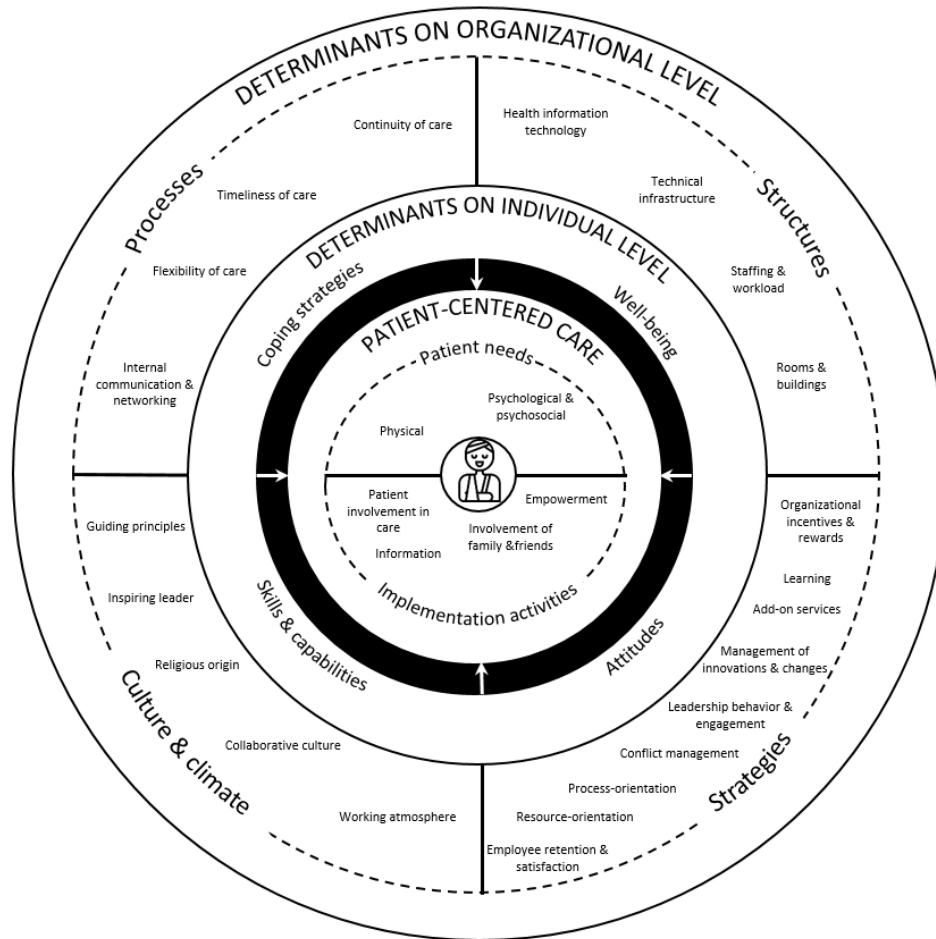 DETERMINANTS ON ORGANIZATIONAL LEVEL
Processes
Continuity of care
Timeliness of care
Flexibility of care
Internal
communication &
networking
Structures
Health information
technology
Technical
infrastructure
Staffing &
workload
Rooms &
buildings
DETERMINANTS ON INDIVIDUAL LEVEL
Coping strategies
Well-being
PATIENT-CENTERED CARE
Patient needs
Physical
Psychological &
psychosocial
Patient
involvement in
care
Information
Involvement of
family &friends
Empowerment
Implementation activities
Skills & capabilities
Attitudes
Guiding principles
Inspiring leader
Religious origin
Collaborative culture
Working atmosphere
Culture & climate
Organizational
incentives &
rewards
Learning
Add-on services
Management of
innovations & changes
Leadership behavior &
engagement
Conflict management
Process-orientation
Resource-orientation
Employee retention &
satisfaction
Strategies